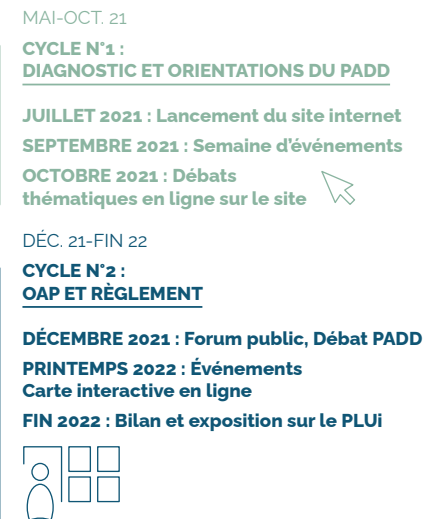 MAI-OCT. 21
CYCLE N°1 :
DIAGNOSTIC ET ORIENTATIONS DU PADD
JUILLET 2021 : Lancement du site internet
SEPTEMBRE 2021 : Semaine d'événements
OCTOBRE 2021 : Débats
thématiques en ligne sur le site
DÉC. 21-FIN 22
CYCLE N°2 :
OAP ET RÈGLEMENT
DÉCEMBRE 2021 : Forum public, Débat PADD
PRINTEMPS 2022 : Événements
Carte interactive en ligne
FIN 2022 : Bilan et exposition sur le PLUi